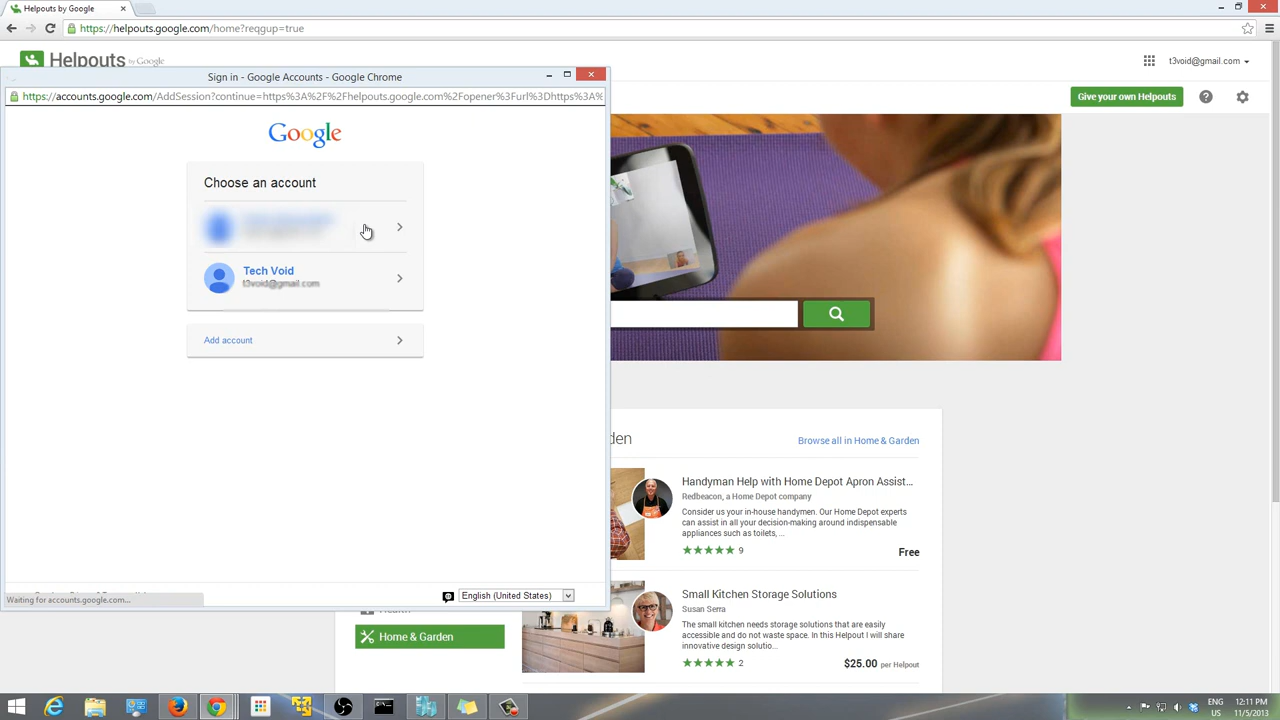 Helpouts by Google
https://helpouts.google.com/home?reqgup=true
Helpouts by Google
t3void@gmail.com
Give your own Helpouts
Sign in - Google Accounts - Google Chrome
https://accounts.google.com/AddSession?continue=https%3A%2F%2Fhelpouts.google.com%2Fopener%3Furl%3Dhttps%3A%
Google
Choose an account
Tech Void
t3void@gmail.com
Add account
English (United States)
Waiting for accounts.google.com...
den
Browse all in Home & Garden
Handyman Help with Home Depot Apron Assist...
Redbeacon, a Home Depot company
Consider us your in-house handymen. Our Home Depot experts
can assist in all your decision-making around indispensable
appliances such as toilets, ...
9
Free
Small Kitchen Storage Solutions
Susan Serra
The small kitchen needs storage solutions that are easily
accessible and do not waste space. In this Helpout I will share
innovative design solutio...
2
$25.00 per Helpout
Health
Home & Garden
ENG
US
12:11 PM
11/5/2013